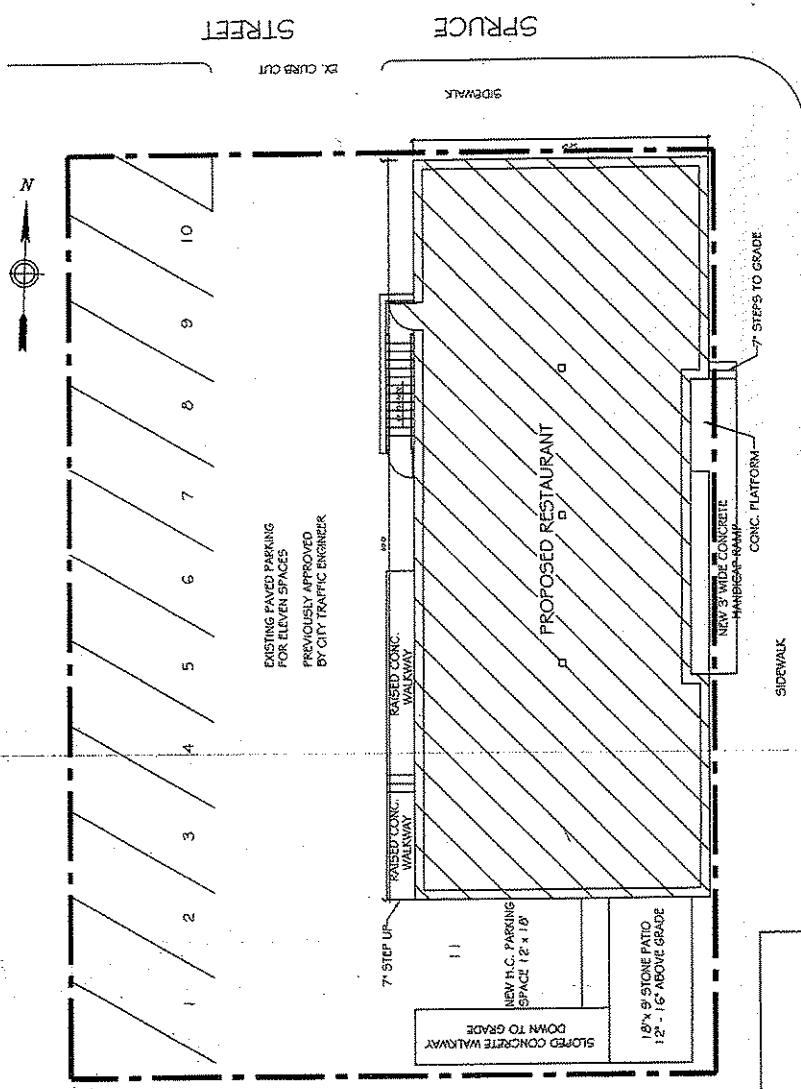 SPRUCE
STREET
EX. CURB CUT
SIDEWALK
N
10
9
8
7
6
5
4
3
2
1
EXISTING PAVED PARKING
FOR ELEVEN SPACES
PREVIOUSLY APPROVED
BY CITY TRAFFIC ENGINEER
100
RAISED CONC.
WALKWAY
RAISED CONC.
WALKWAY
7" STEP UP
11
NEW H.C. PARKING
SPACE 12' x 18'
SLOPED CONCRETE WALKWAY
DOWN TO GRADE
18' x 9' STONE PATIO
12" - 16" ABOVE GRADE
PROPOSED RESTAURANT
NEW 3' WIDE CONCRETE
HANDICAP RAMP
CONC. PLATFORM
7" STEPS TO GRADE
SIDEWALK